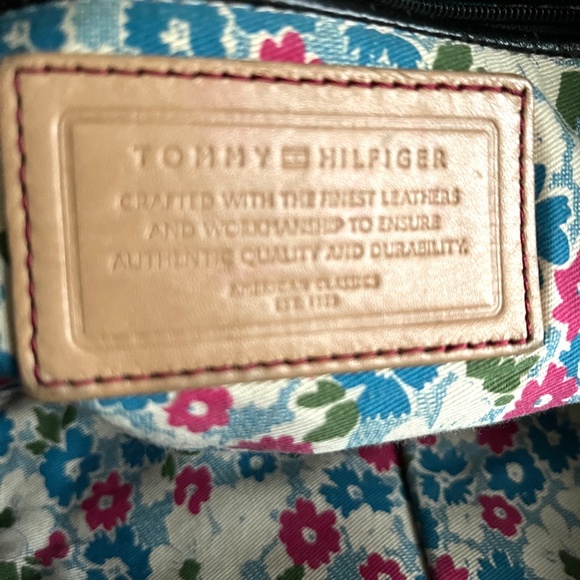 TOMMY HILFIGER
CRAFTED WITH THE FINEST LEATHERS
AND WORKMANSHIP TO ENSURE
AUTHENTIC QUALITY AND DURABILITY.
AMERICAN CLASSICS